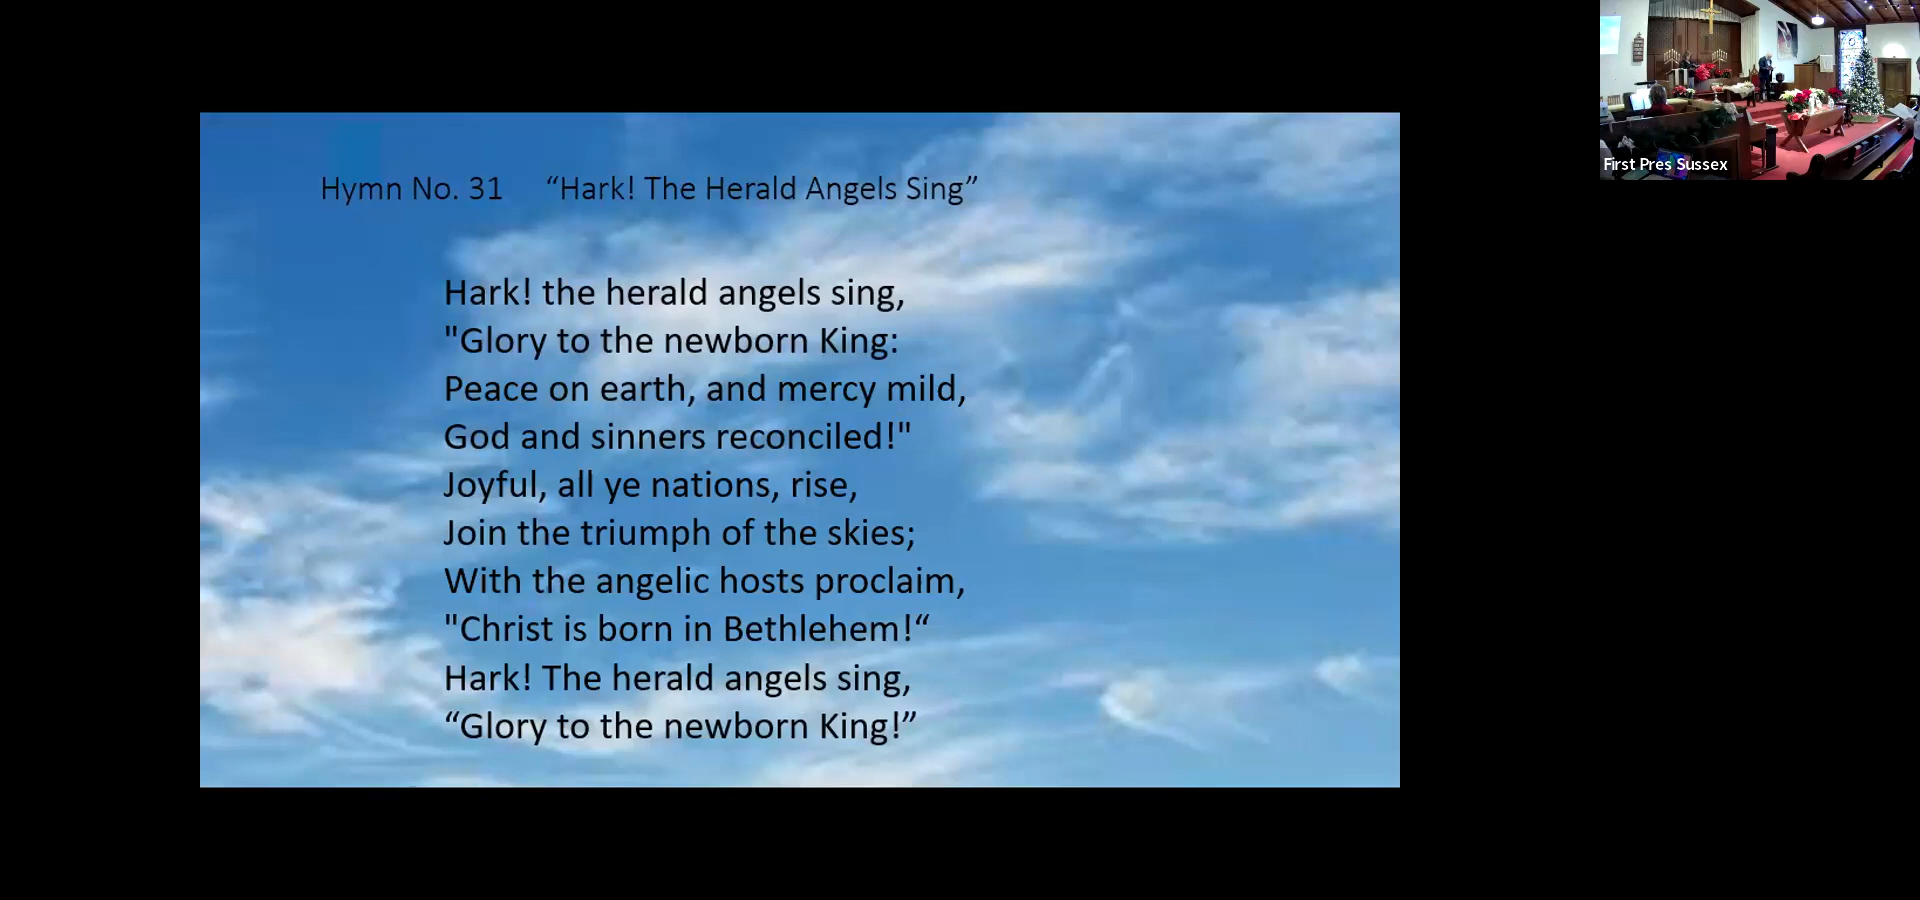 Hymn No. 31 “Hark! The Herald Angels Sing”
Hark! the herald angels sing,
"Glory to the newborn King:
Peace on earth, and mercy mild,
God and sinners reconciled!"
Joyful, all ye nations, rise,
Join the triumph of the skies;
With the angelic hosts proclaim,
"Christ is born in Bethlehem!“
Hark! The herald angels sing,
“Glory to the newborn King!”
First Pres Sussex